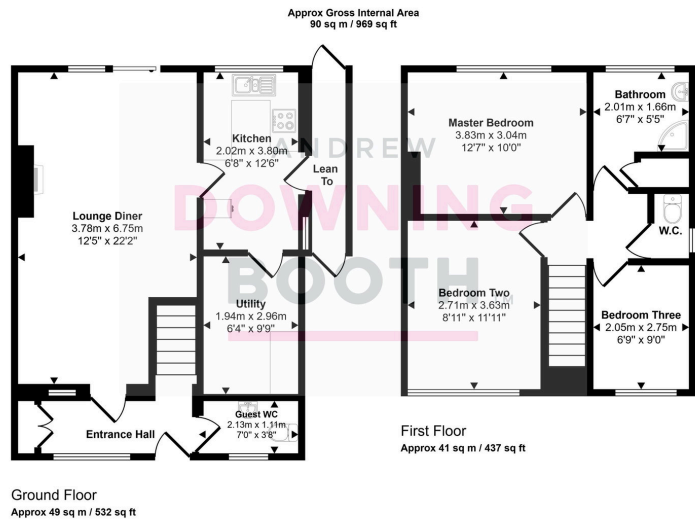 Approx Gross Internal Area
90 sq m / 969 sq ft
Kitchen
2.02m x 3.80m
6'8" x 12'6"
Lean
To
Lounge Diner
3.78m x 6.75m
12'5" x 22'2"
Utility
1.94m x 2.96m
6'4" x 9'9"
Entrance Hall
Guest WC
2.13m x 1.11m
7'0" x 3'8"
Ground Floor
Approx 49 sq m / 532 sq ft
Master Bedroom
3.83m x 3.04m
12'7" x 10'0"
Bathroom
2.01m x 1.66m
6'7" x 5'5"
W.C.
Bedroom Two
2.71m x 3.63m
8'11" x 11'11"
Bedroom Three
2.05m x 2.75m
6'9" x 9'0"
First Floor
Approx 41 sq m / 437 sq ft
ANDREW
DOWNING
BOOTH